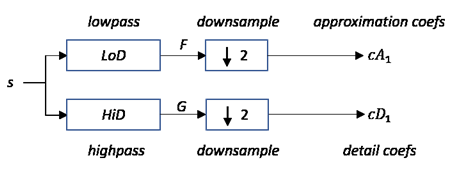 lowpass downsample approximation coefs
F
LoD ↓ 2 cA₁
s
G
HiD ↓ 2 cD₁
highpass downsample detail coefs